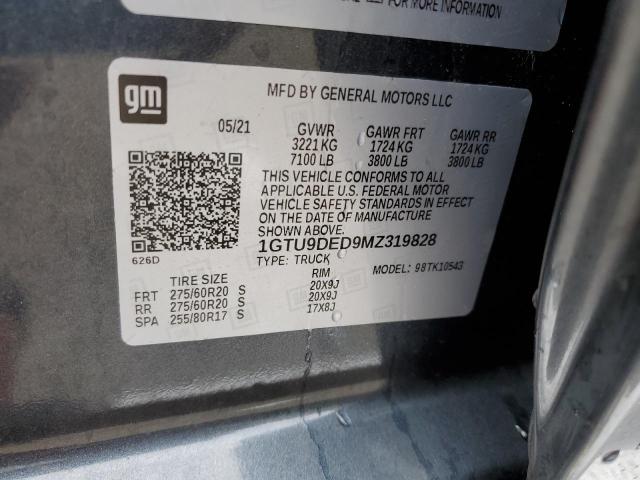 FOR MORE INFORMATION
gm
MFD BY GENERAL MOTORS LLC
05/21 GVWR GAWR FRT GAWR RR
3221 KG 1724 KG 1724 KG
7100 LB 3800 LB 3800 LB
THIS VEHICLE CONFORMS TO ALL
APPLICABLE U.S. FEDERAL MOTOR
VEHICLE SAFETY STANDARDS IN EFFECT
ON THE DATE OF MANUFACTURE
SHOWN ABOVE.
1GTU9DED9MZ319828
626D TYPE: TRUCK MODEL: 98TK10543
TIRE SIZE RIM
FRT 275/60R20 S 20X9J
RR 275/60R20 S 20X9J
SPA 255/80R17 S 17X8J